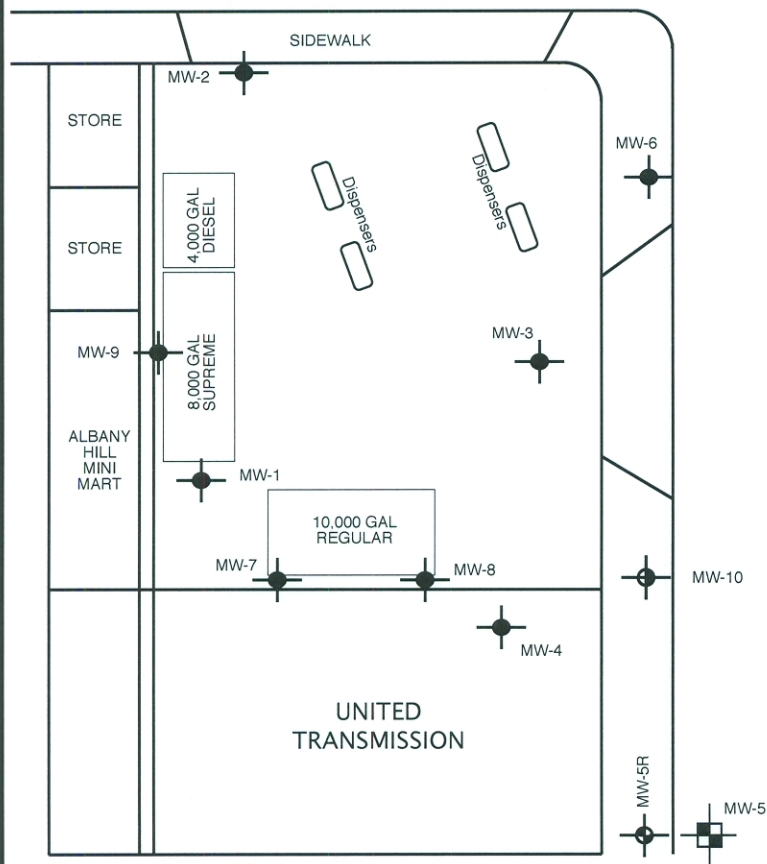 SIDEWALK
MW-2
STORE
MW-6
Dispensers
Dispensers
4,000 GAL
DIESEL
STORE
MW-3
MW-9
8,000 GAL
SUPREME
ALBANY
HILL
MINI
MART
MW-1
10,000 GAL
REGULAR
MW-7
MW-8
MW-10
MW-4
UNITED
TRANSMISSION
MW-5R
MW-5